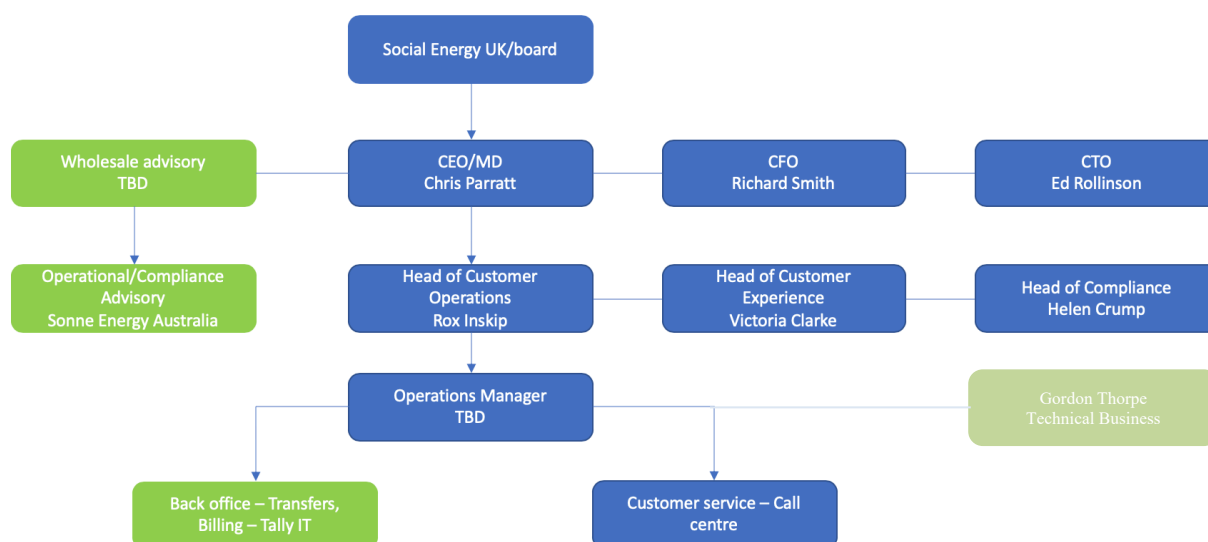 Social Energy UK/board
Wholesale advisory
TBD
CEO/MD
Chris Parratt
CFO
Richard Smith
CTO
Ed Rollinson
Operational/Compliance
Advisory
Sonne Energy Australia
Head of Customer
Operations
Rox Inskip
Head of Customer
Experience
Victoria Clarke
Head of Compliance
Helen Crump
Operations Manager
TBD
Gordon Thorpe
Technical Business
Back office – Transfers,
Billing – Tally IT
Customer service – Call
centre